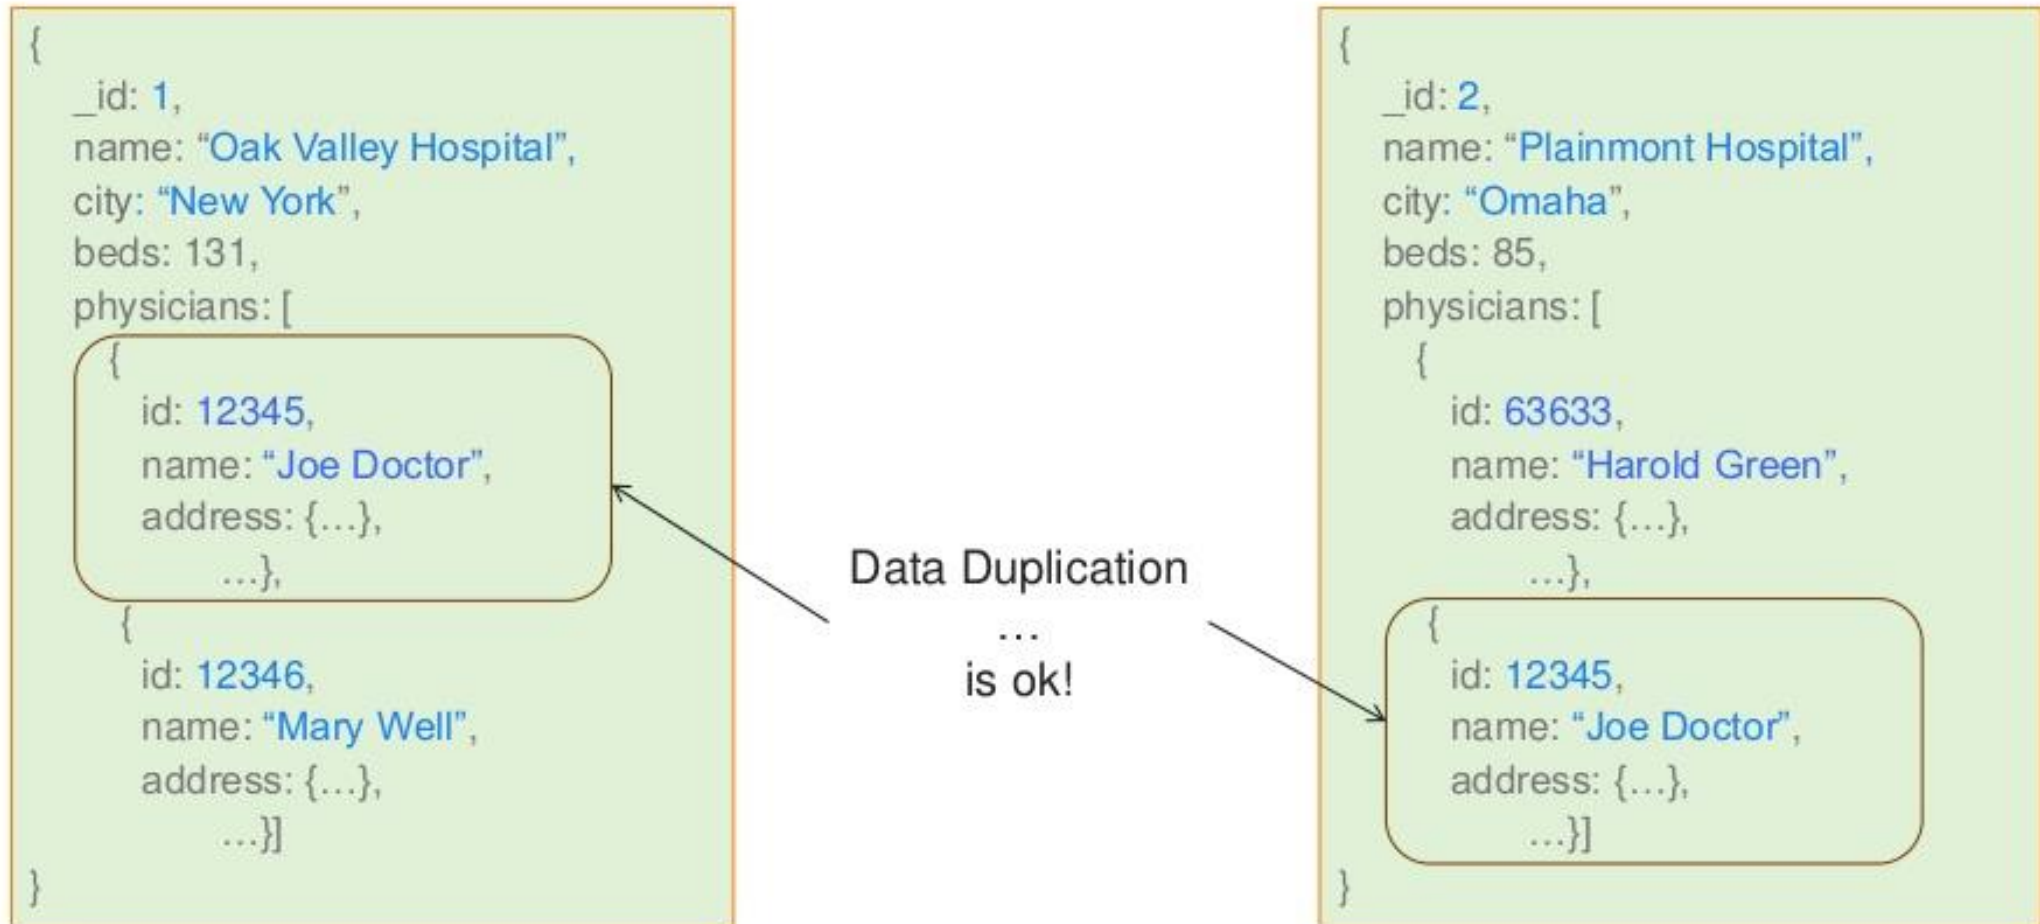 {
_id: 1,
name: “Oak Valley Hospital”,
city: “New York”,
beds: 131,
physicians: [
{
id: 12345,
name: “Joe Doctor”,
address: {…},
…},
{
id: 12346,
name: “Mary Well”,
address: {…},
…}]
}
Data Duplication
…
is ok!
{
_id: 2,
name: “Plainmont Hospital”,
city: “Omaha”,
beds: 85,
physicians: [
{
id: 63633,
name: “Harold Green”,
address: {…},
…},
{
id: 12345,
name: “Joe Doctor”,
address: {…},
…}]
}